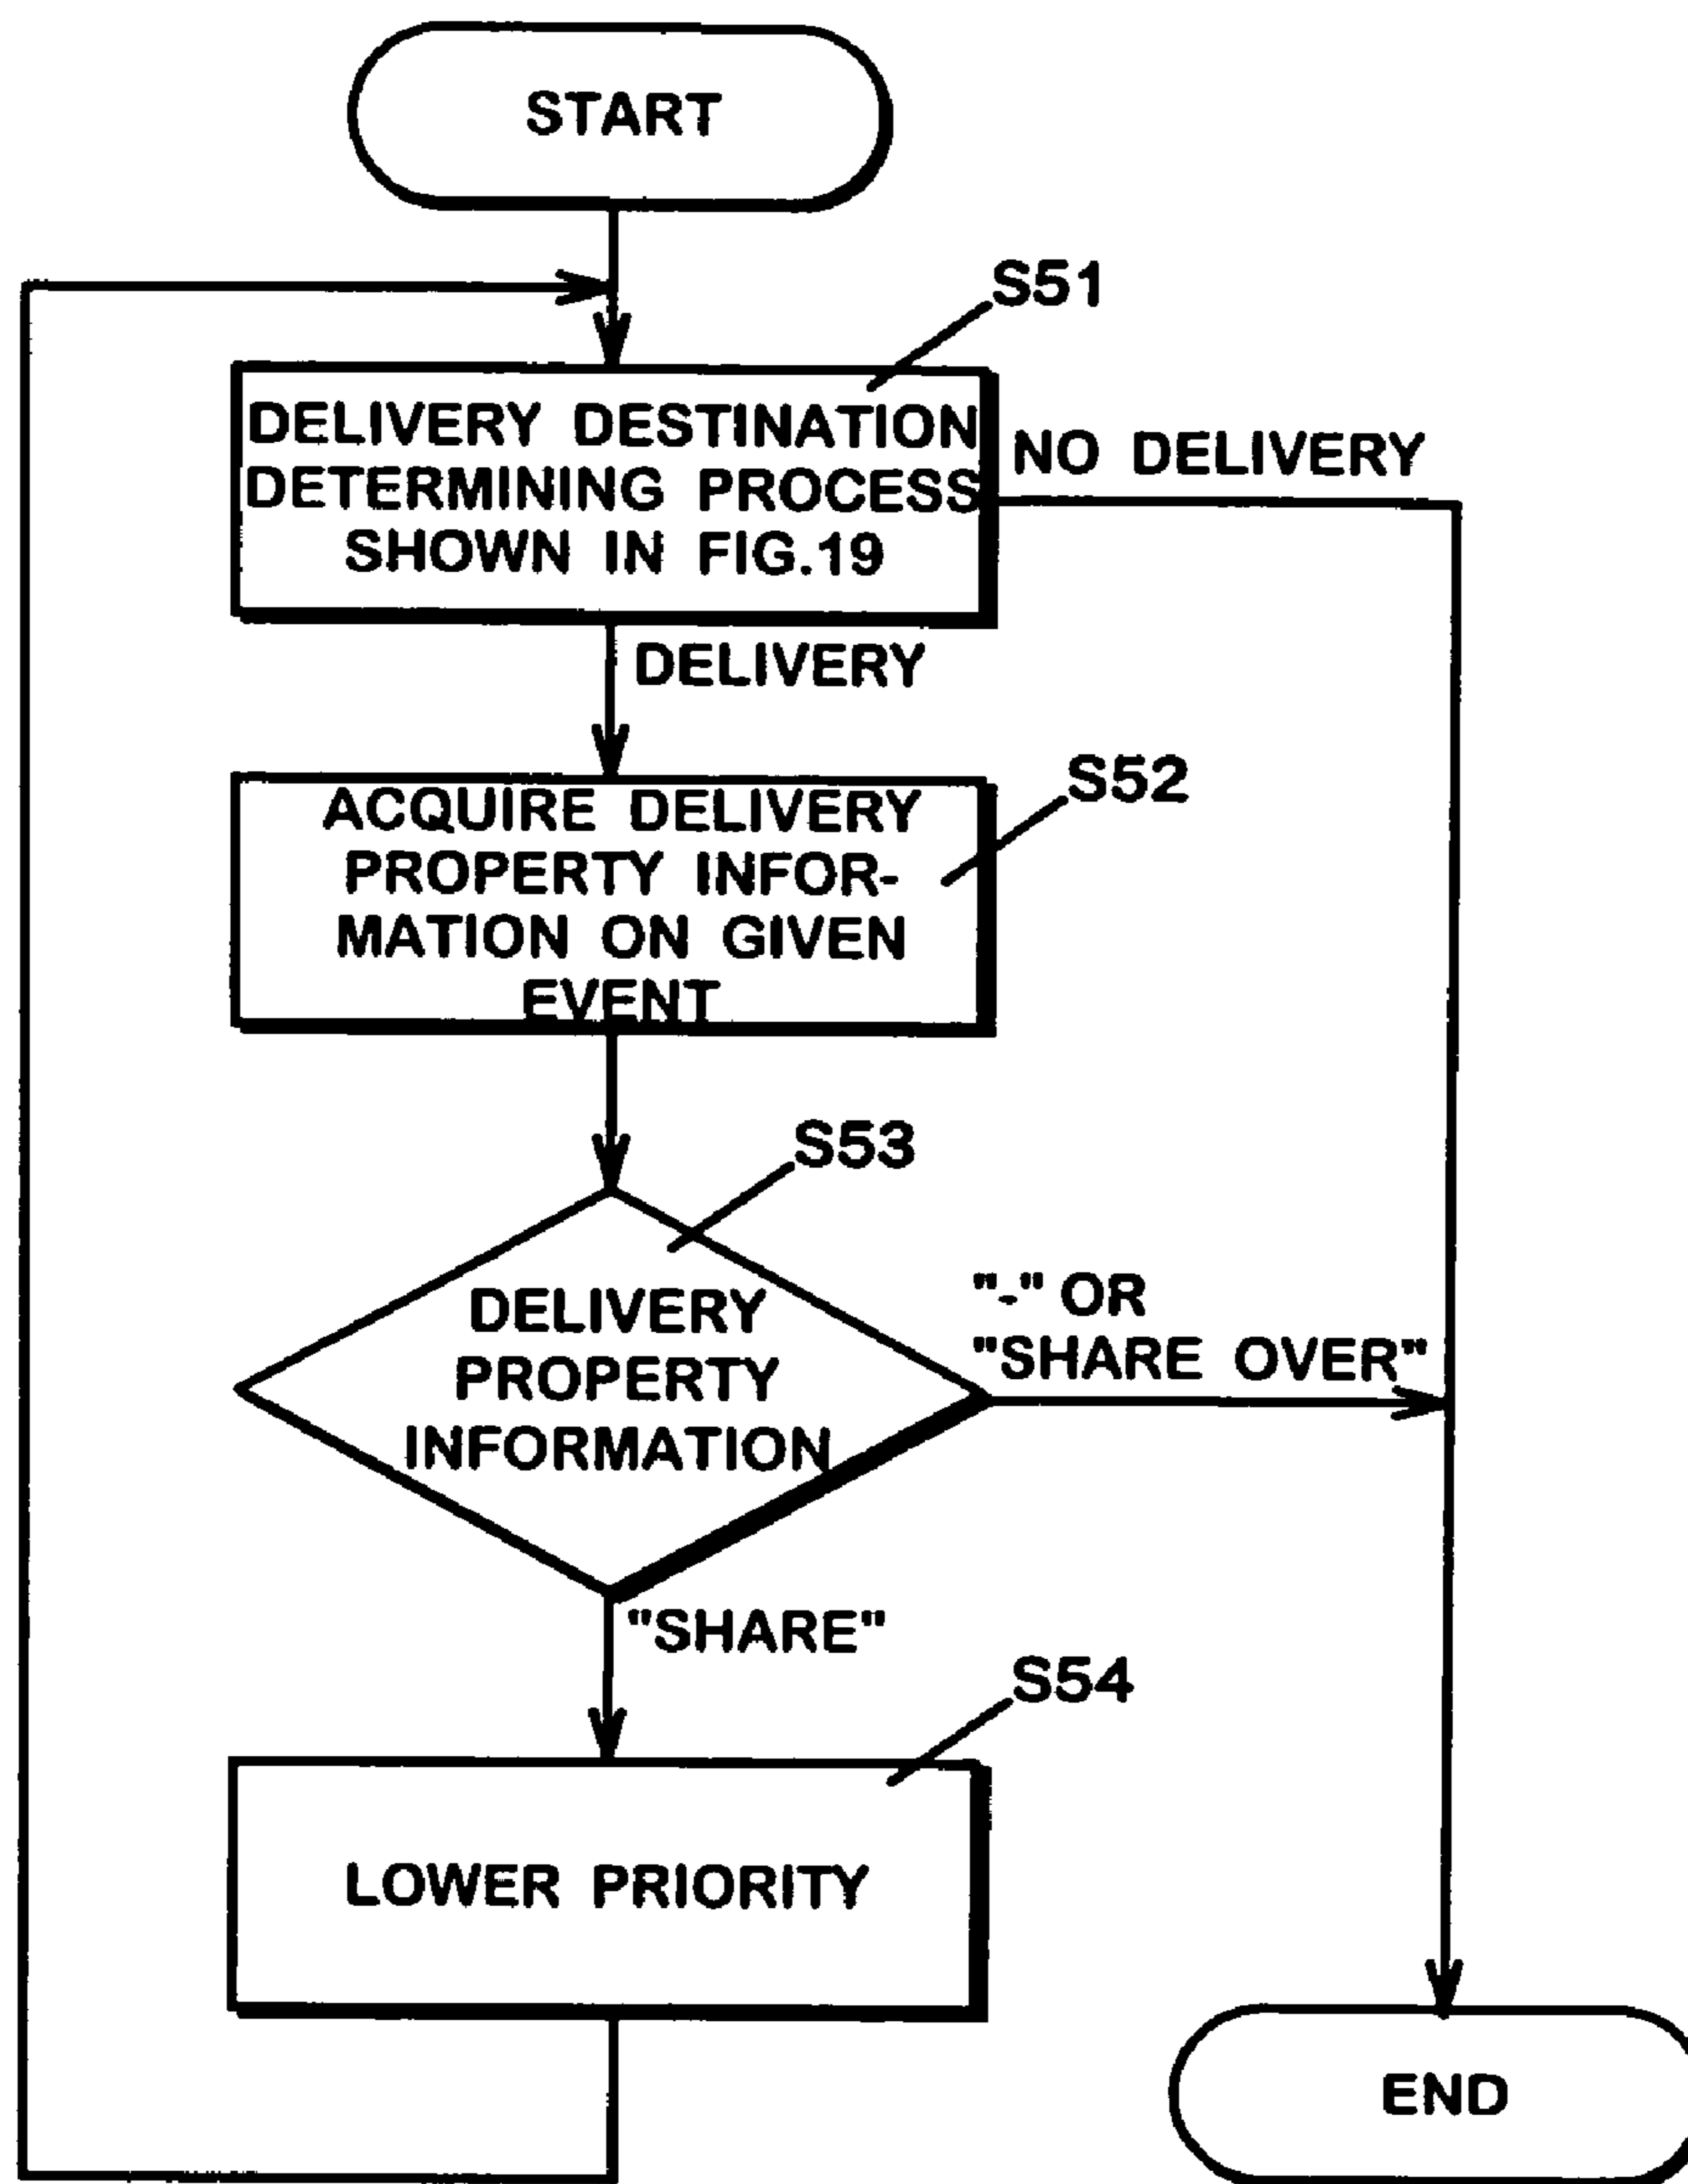 START
S51
DELIVERY DESTINATION
DETERMINING PROCESS
SHOWN IN FIG.19
NO DELIVERY
DELIVERY
S52
ACQUIRE DELIVERY
PROPERTY INFOR-
MATION ON GIVEN
EVENT
S53
DELIVERY
PROPERTY
INFORMATION
"-" OR
"SHARE OVER"
"SHARE"
S54
LOWER PRIORITY
END